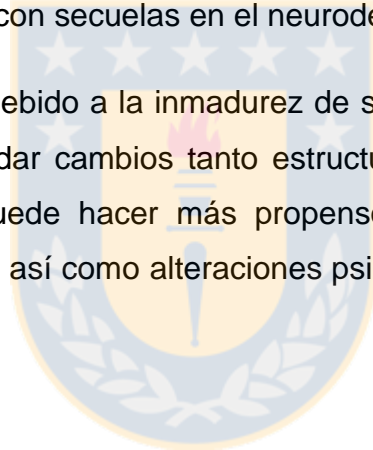 con secuelas en el neurode
ebido a la inmadurez de s
dar cambios tanto estructu
uede hacer más propens
así como alteraciones psi